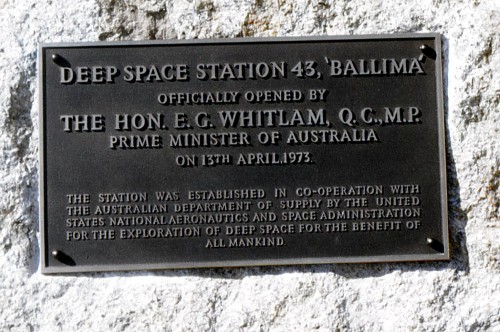 DEEP SPACE STATION 43, 'BALLIMA'
OFFICIALLY OPENED BY
THE HON. E. G. WHITLAM, Q.C., M.P.
PRIME MINISTER OF AUSTRALIA
ON 13TH APRIL, 1973.
THE STATION WAS ESTABLISHED IN CO-OPERATION WITH
THE AUSTRALIAN DEPARTMENT OF SUPPLY BY THE UNITED
STATES NATIONAL AERONAUTICS AND SPACE ADMINISTRATION
FOR THE EXPLORATION OF DEEP SPACE FOR THE BENEFIT OF
ALL MANKIND.